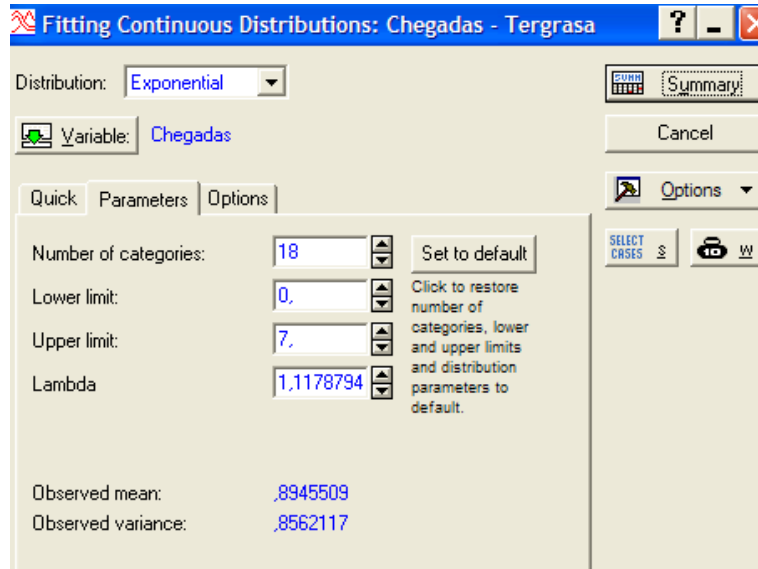 Fitting Continuous Distributions: Chegadas - Tergrasa
Distribution: Exponential
Summary
Variable: Chegadas
Cancel
Options
Quick Parameters Options
SELECT CASES S W
Number of categories: 18
Set to default
Lower limit: 0,
Upper limit: 7,
Lambda 1,1178794
Click to restore
number of
categories, lower
and upper limits
and distribution
parameters to
default.
Observed mean: ,8945509
Observed variance: ,8562117